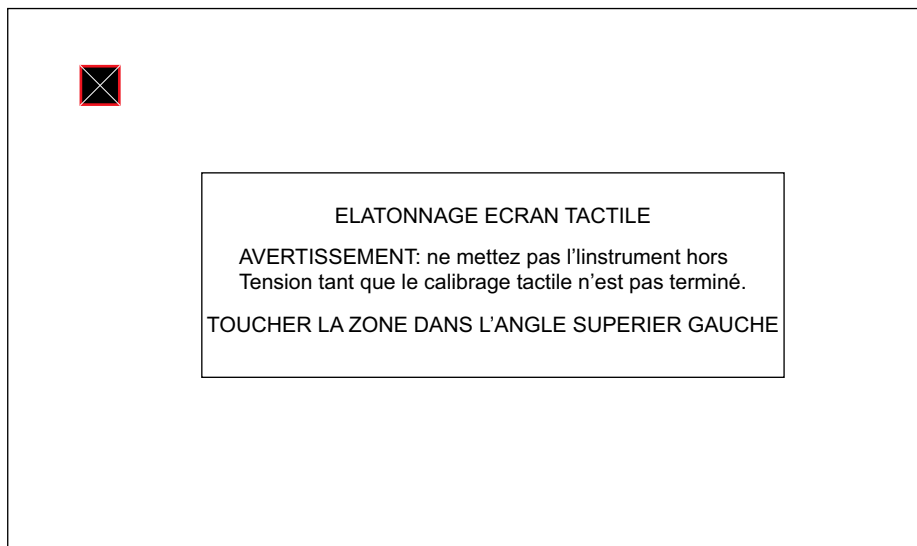 ELATONNAGE ECRAN TACTILE
AVERTISSEMENT: ne mettez pas l’linstrument hors
Tension tant que le calibrage tactile n’est pas terminé.
TOUCHER LA ZONE DANS L’ANGLE SUPERIER GAUCHE